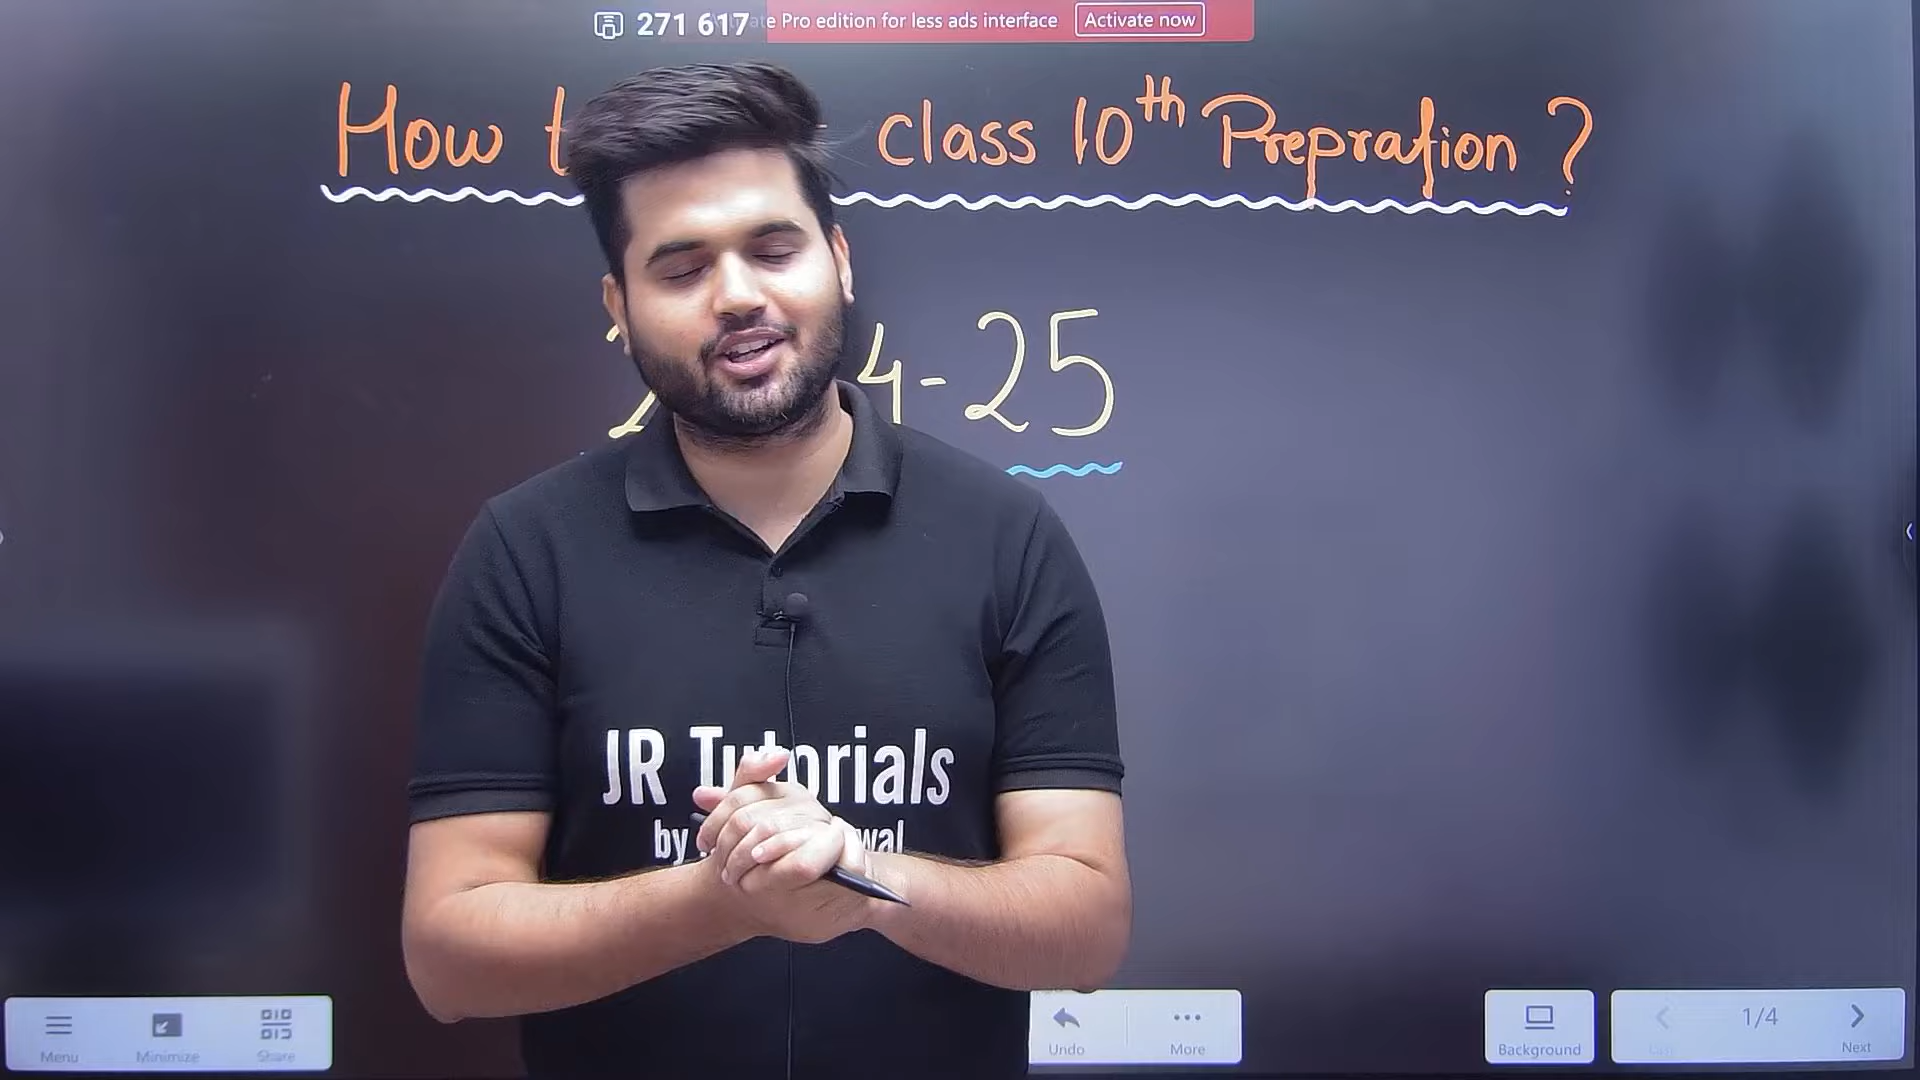 271 617
e Pro edition for less ads interface Activate now
How class 10th Prepration ?
4-25
JR Tutorials
by
Menu Minimize Share Undo More Background 1/4 Next